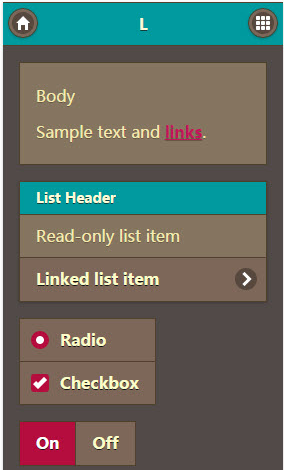 L
Body
Sample text and links.
List Header
Read-only list item
Linked list item
Radio
Checkbox
On Off